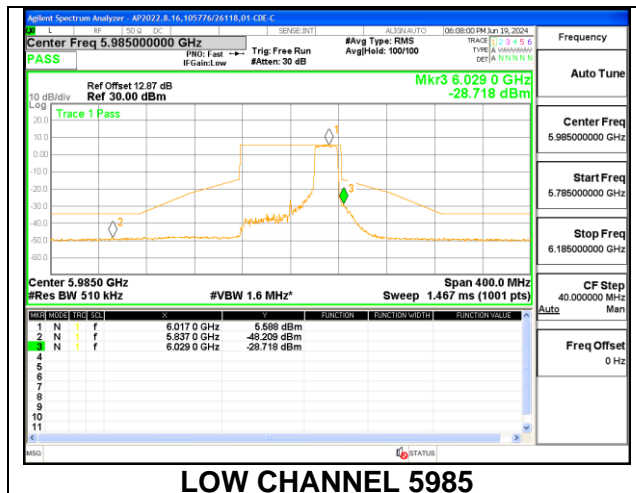 Agilent Spectrum Analyzer - AP2022.8.16,105776/26118,01-CDE-C
L RF 50 Ω DC SENSE:INT ALIGNAUTO 06:08:00 PM Jun 19, 2024
Center Freq 5.985000000 GHz
PASS
PNO: Fast
IFGain:Low
Trig: Free Run
#Atten: 30 dB
#Avg Type: RMS
Avg|Hold: 100/100
TRACE 1 2 3 4 5 6
TYPE A WWWWW
DET A N N N N N
Frequency
Auto Tune
Center Freq
5.985000000 GHz
Start Freq
5.785000000 GHz
Stop Freq
6.185000000 GHz
CF Step
40.000000 MHz
Auto Man
Freq Offset
0 Hz
Mkr3 6.029 0 GHz
-28.718 dBm
Ref Offset 12.87 dB
10 dB/div Ref 30.00 dBm
Log
Trace 1 Pass
20.0
10.0
0.00
-10.0
-20.0
-30.0
-40.0
-50.0
-60.0
1
2
3
Center 5.9850 GHz Span 400.0 MHz
#Res BW 510 kHz #VBW 1.6 MHz* Sweep 1.467 ms (1001 pts)
MKR MODE TRC SCL X Y FUNCTION FUNCTION WIDTH FUNCTION VALUE
1 N 1 f 6.017 0 GHz 5.588 dBm
2 N 1 f 5.837 0 GHz -48.209 dBm
3 N 1 f 6.029 0 GHz -28.718 dBm
4
5
6
7
8
9
10
11
MSG STATUS
LOW CHANNEL 5985